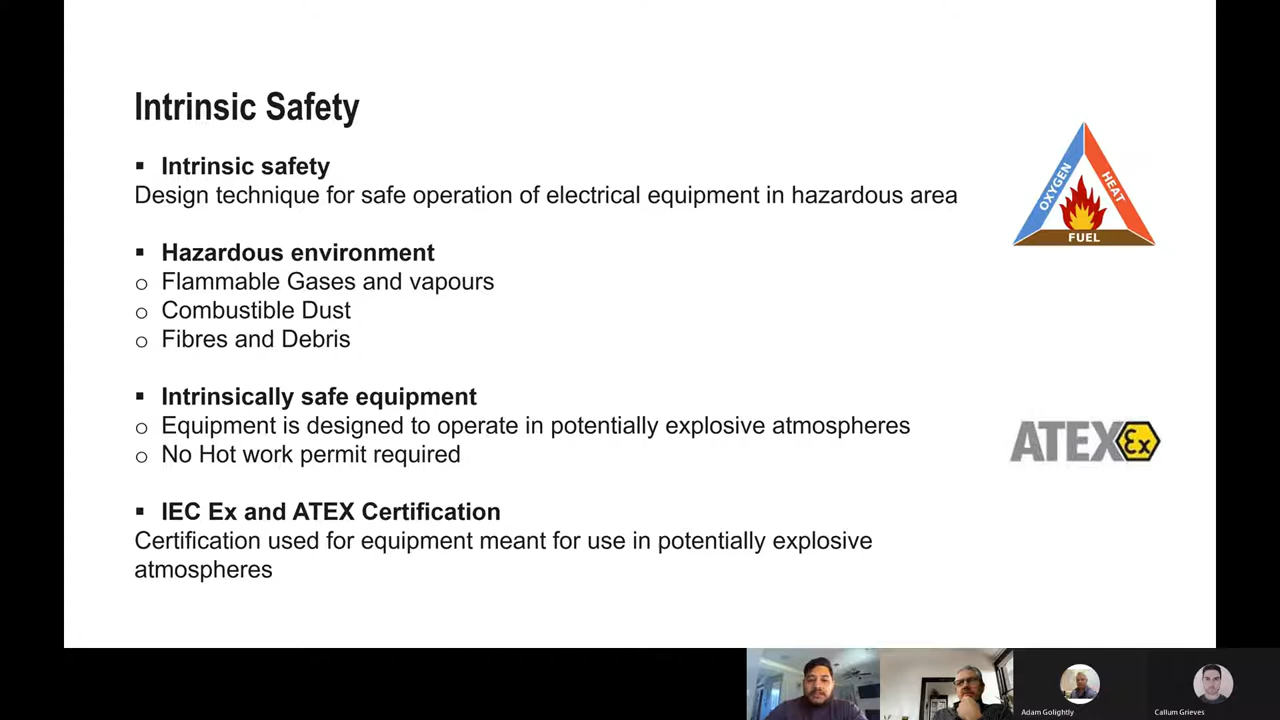 Intrinsic Safety
▪ Intrinsic safety
Design technique for safe operation of electrical equipment in hazardous area
▪ Hazardous environment
o Flammable Gases and vapours
o Combustible Dust
o Fibres and Debris
▪ Intrinsically safe equipment
o Equipment is designed to operate in potentially explosive atmospheres
o No Hot work permit required
▪ IEC Ex and ATEX Certification
Certification used for equipment meant for use in potentially explosive
atmospheres
OXYGEN
HEAT
FUEL
ATEX Ex
Adam Golightly
Callum Grieves